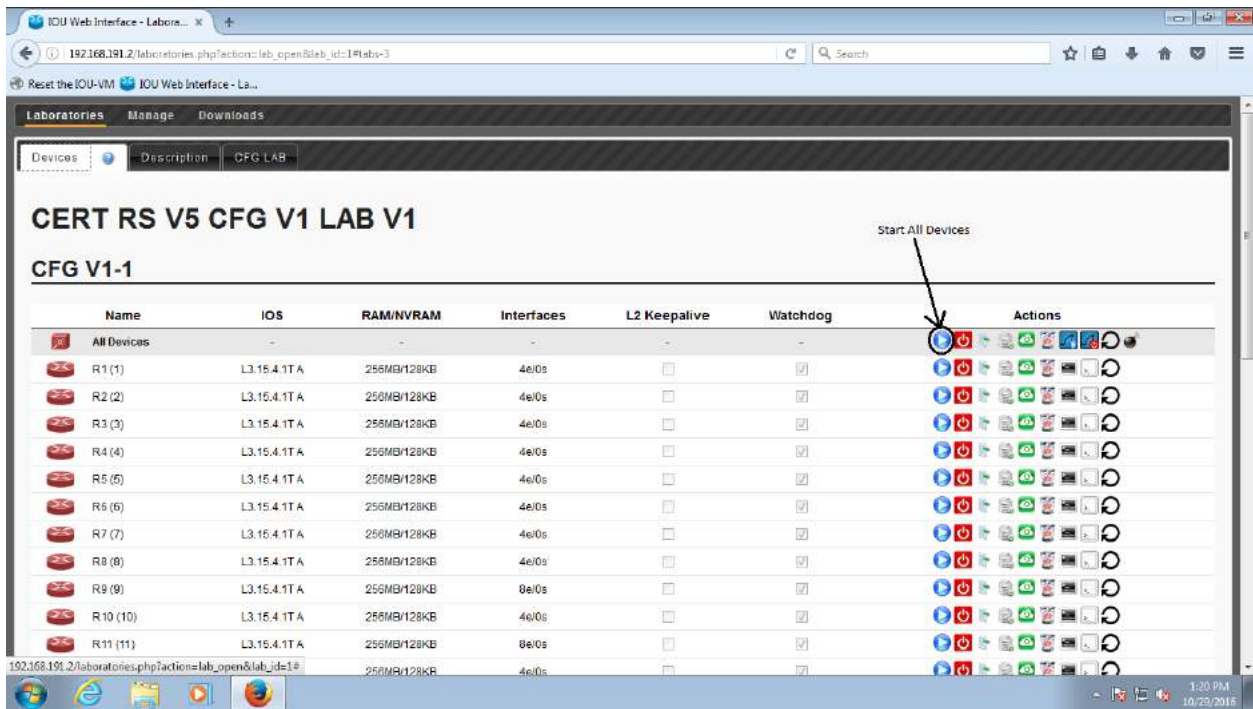 IOU Web Interface - Labora... × +
192.168.191.2/laboratories.php?action=lab_open&lab_id=1#tabs-3
Search
Reset the IOU-VM IOU Web Interface - La...
Laboratories Manage Downloads
Devices Description CFG LAB
CERT RS V5 CFG V1 LAB V1
Start All Devices
CFG V1-1
Name IOS RAM/NVRAM Interfaces L2 Keepalive Watchdog Actions
All Devices - - - - -
R1 (1) L3.15.4.1T A 256MB/128KB 4e/0s
R2 (2) L3.15.4.1T A 256MB/128KB 4e/0s
R3 (3) L3.15.4.1T A 256MB/128KB 4e/0s
R4 (4) L3.15.4.1T A 256MB/128KB 4e/0s
R5 (5) L3.15.4.1T A 256MB/128KB 4e/0s
R6 (6) L3.15.4.1T A 256MB/128KB 4e/0s
R7 (7) L3.15.4.1T A 256MB/128KB 4e/0s
R8 (8) L3.15.4.1T A 256MB/128KB 4e/0s
R9 (9) L3.15.4.1T A 256MB/128KB 8e/0s
R10 (10) L3.15.4.1T A 256MB/128KB 4e/0s
R11 (11) L3.15.4.1T A 256MB/128KB 8e/0s
192.168.191.2/laboratories.php?action=lab_open&lab_id=1# 256MB/128KB 4e/0s
1:20 PM
10/29/2016